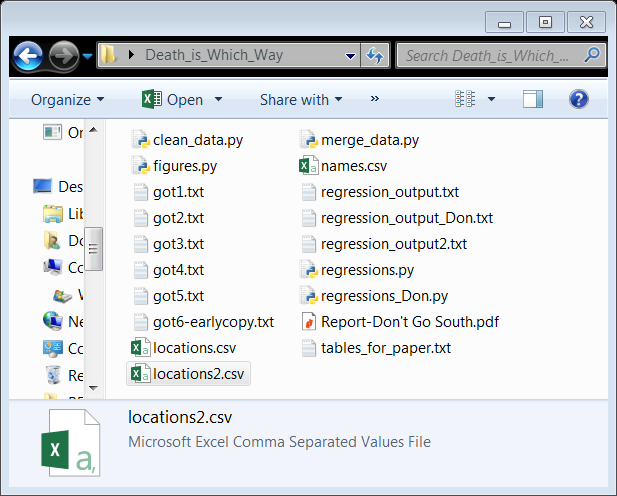 Death_is_Which_Way
Search Death_is_Which_Way_...
Organize Open Share with »
Or
Des
Lib
Do
Co
W
Ne
Co
Re
clean_data.py
figures.py
got1.txt
got2.txt
got3.txt
got4.txt
got5.txt
got6-earlycopy.txt
locations.csv
locations2.csv
merge_data.py
names.csv
regression_output.txt
regression_output_Don.txt
regression_output2.txt
regressions.py
regressions_Don.py
Report-Don't Go South.pdf
tables_for_paper.txt
locations2.csv
Microsoft Excel Comma Separated Values File